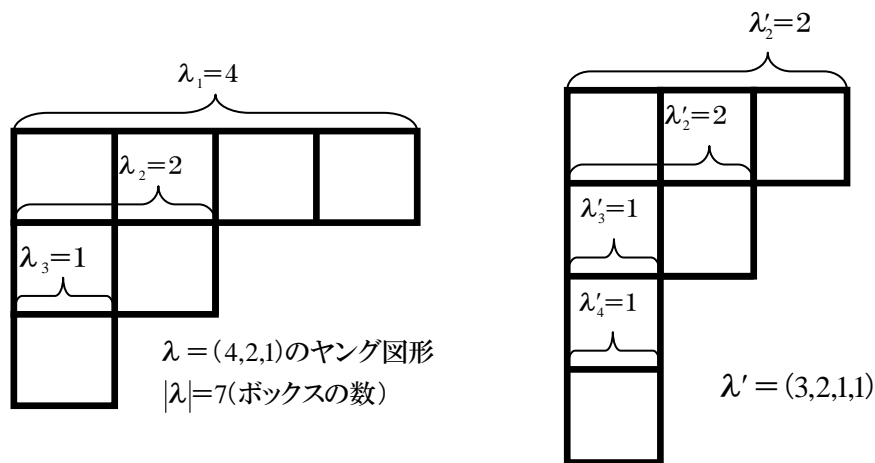 λ₁=4
λ₂=2
λ₃=1
λ =(4,2,1)のヤング図形
|λ|=7(ボックスの数)
λ′₂=2
λ′₂=2
λ′₃=1
λ′₄=1
λ′ =(3,2,1,1)